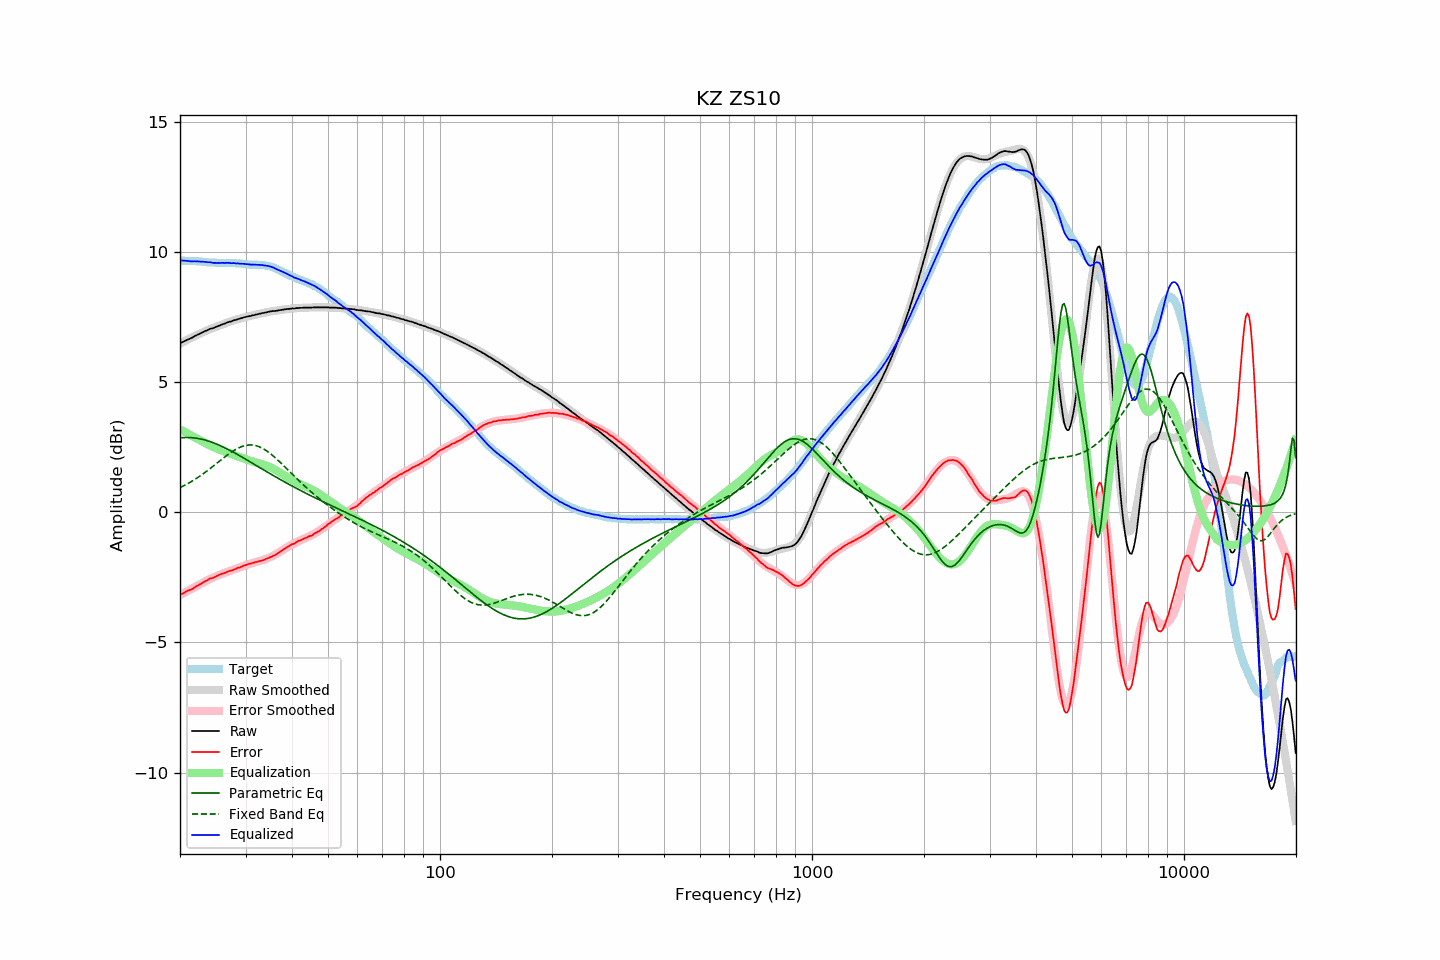 KZ ZS10
Amplitude (dBr)
15
10
5
0
−5
−10
Target
Raw Smoothed
Error Smoothed
Raw
Error
Equalization
Parametric Eq
Fixed Band Eq
Equalized
100
1000
10000
Frequency (Hz)